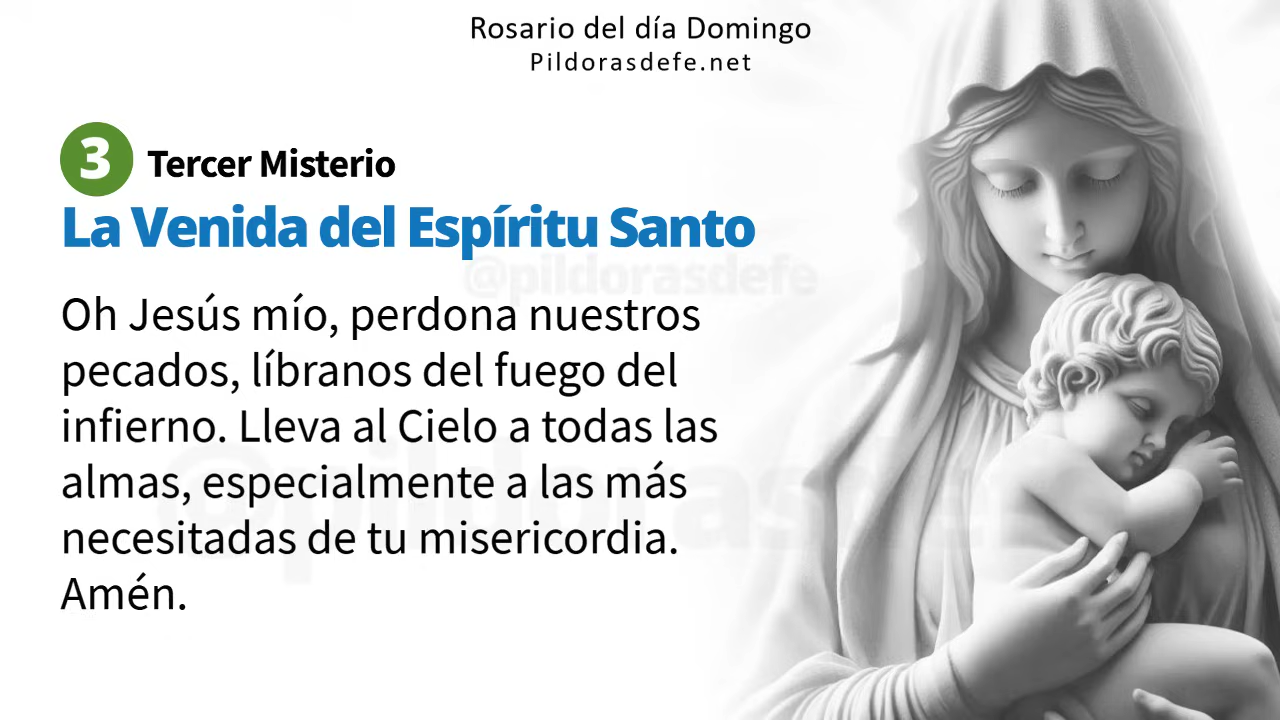 Rosario del día Domingo
Pildorasdefe.net
3 Tercer Misterio
La Venida del Espíritu Santo
@pildorasdefe
Oh Jesús mío, perdona nuestros
pecados, líbranos del fuego del
infierno. Lleva al Cielo a todas las
almas, especialmente a las más
necesitadas de tu misericordia.
Amén.
@pildorasdefe